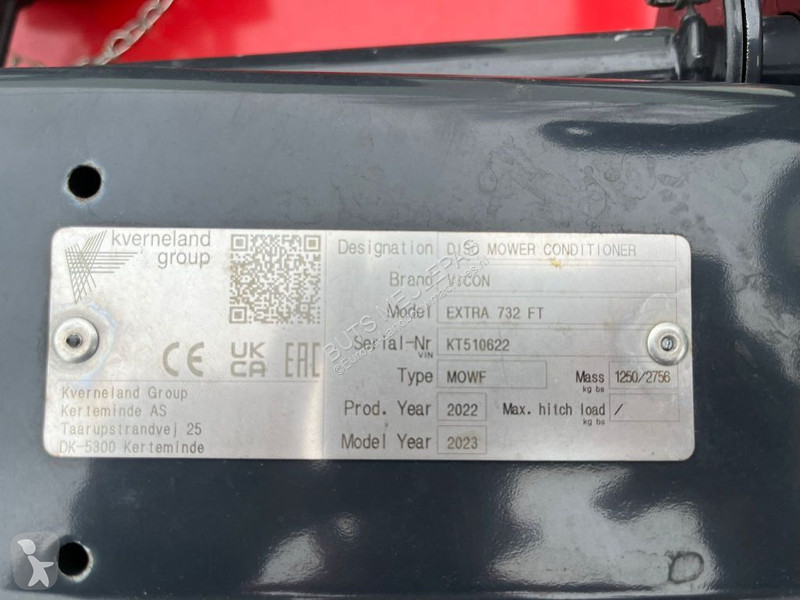 kverneland
group
Designation DISC MOWER CONDITIONER
Brand VICON
Model EXTRA 732 FT
Serial-Nr KT510622
VIN
Type MOWF Mass 1250/2756
kg lbs
Prod. Year 2022 Max. hitch load /
kg lbs
Model Year 2023
CE UK CA EAC
Kverneland Group
Kerteminde AS
Taarupstrandvej 25
DK-5300 Kerteminde
BUTS MEULEPAS